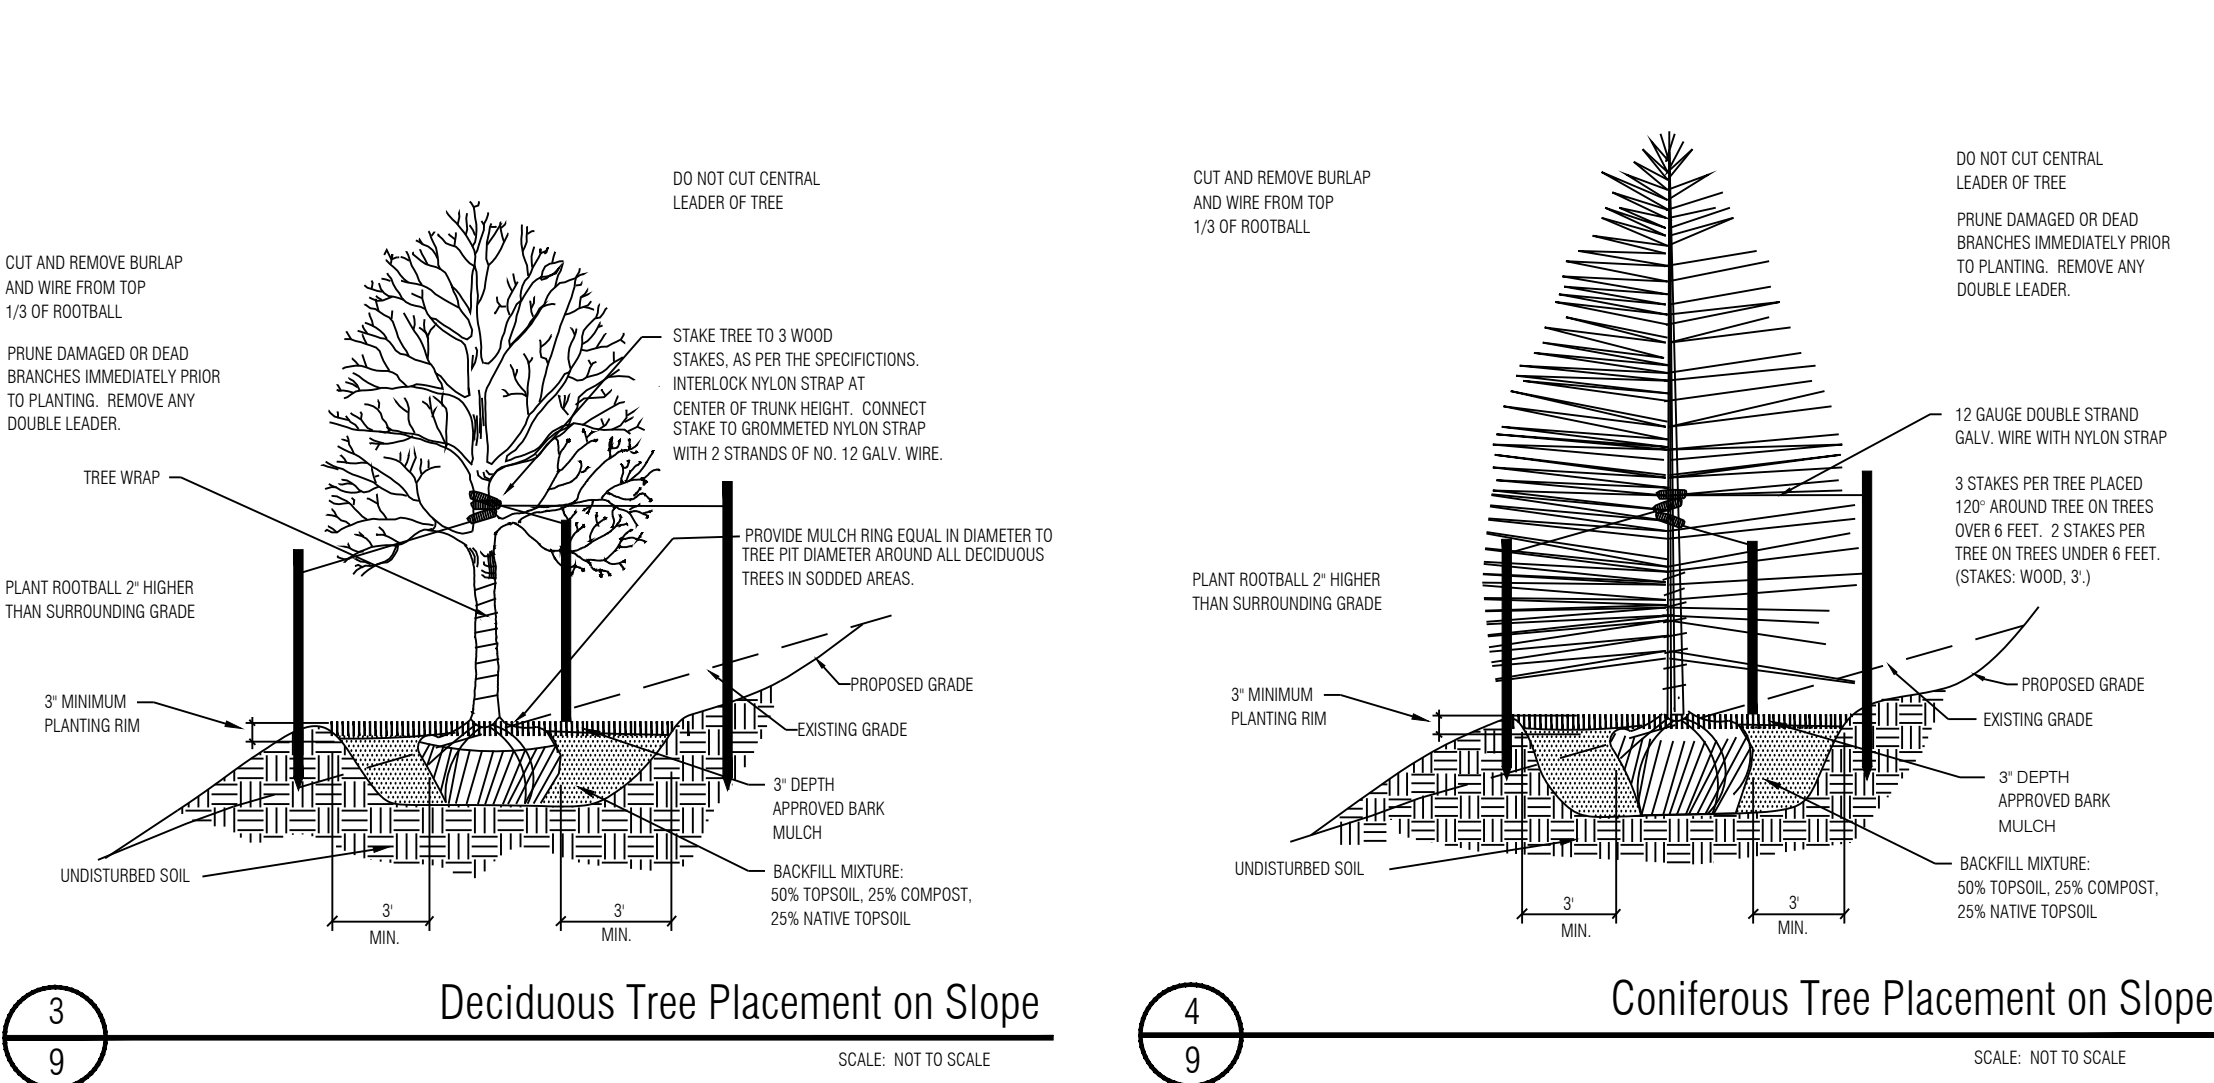 DO NOT CUT CENTRAL
LEADER OF TREE
CUT AND REMOVE BURLAP
AND WIRE FROM TOP
1/3 OF ROOTBALL
PRUNE DAMAGED OR DEAD
BRANCHES IMMEDIATELY PRIOR
TO PLANTING. REMOVE ANY
DOUBLE LEADER.
STAKE TREE TO 3 WOOD
STAKES, AS PER THE SPECIFICTIONS.
INTERLOCK NYLON STRAP AT
CENTER OF TRUNK HEIGHT. CONNECT
STAKE TO GROMMETED NYLON STRAP
WITH 2 STRANDS OF NO. 12 GALV. WIRE.
TREE WRAP
PROVIDE MULCH RING EQUAL IN DIAMETER TO
TREE PIT DIAMETER AROUND ALL DECIDUOUS
TREES IN SODDED AREAS.
PLANT ROOTBALL 2" HIGHER
THAN SURROUNDING GRADE
PROPOSED GRADE
3" MINIMUM
PLANTING RIM
EXISTING GRADE
3" DEPTH
APPROVED BARK
MULCH
UNDISTURBED SOIL
BACKFILL MIXTURE:
50% TOPSOIL, 25% COMPOST,
25% NATIVE TOPSOIL
3'
MIN.
3'
MIN.
3
9
Deciduous Tree Placement on Slope
SCALE: NOT TO SCALE
CUT AND REMOVE BURLAP
AND WIRE FROM TOP
1/3 OF ROOTBALL
DO NOT CUT CENTRAL
LEADER OF TREE
PRUNE DAMAGED OR DEAD
BRANCHES IMMEDIATELY PRIOR
TO PLANTING. REMOVE ANY
DOUBLE LEADER.
12 GAUGE DOUBLE STRAND
GALV. WIRE WITH NYLON STRAP
3 STAKES PER TREE PLACED
120° AROUND TREE ON TREES
OVER 6 FEET. 2 STAKES PER
TREE ON TREES UNDER 6 FEET.
(STAKES: WOOD, 3'.)
PLANT ROOTBALL 2" HIGHER
THAN SURROUNDING GRADE
PROPOSED GRADE
3" MINIMUM
PLANTING RIM
EXISTING GRADE
3" DEPTH
APPROVED BARK
MULCH
UNDISTURBED SOIL
BACKFILL MIXTURE:
50% TOPSOIL, 25% COMPOST,
25% NATIVE TOPSOIL
3'
MIN.
3'
MIN.
4
9
Coniferous Tree Placement on Slope
SCALE: NOT TO SCALE